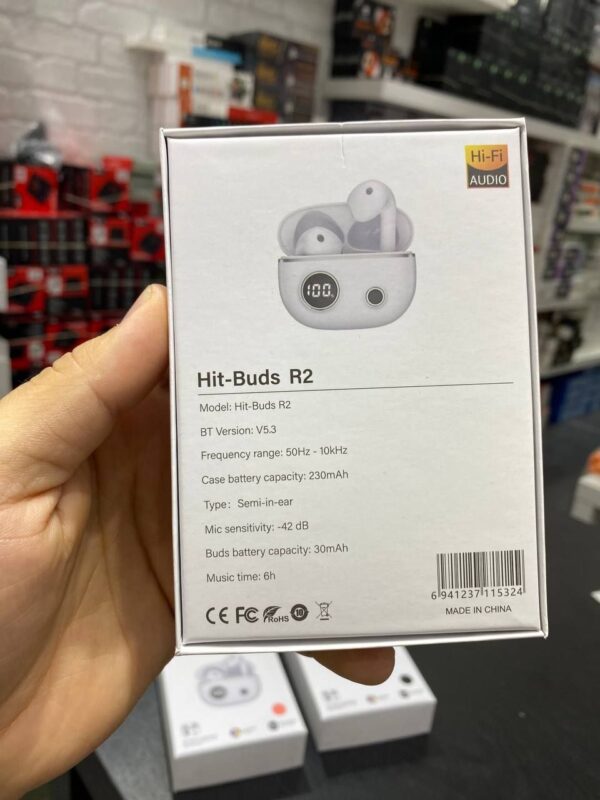 Hi-Fi
AUDIO
100%
Hit-Buds R2
Model: Hit-Buds R2
BT Version: V5.3
Frequency range: 50Hz - 10kHz
Case battery capacity: 230mAh
Type: Semi-in-ear
Mic sensitivity: -42 dB
Buds battery capacity: 30mAh
Music time: 6h
CE FC RoHS 10
6 941237 115324
MADE IN CHINA